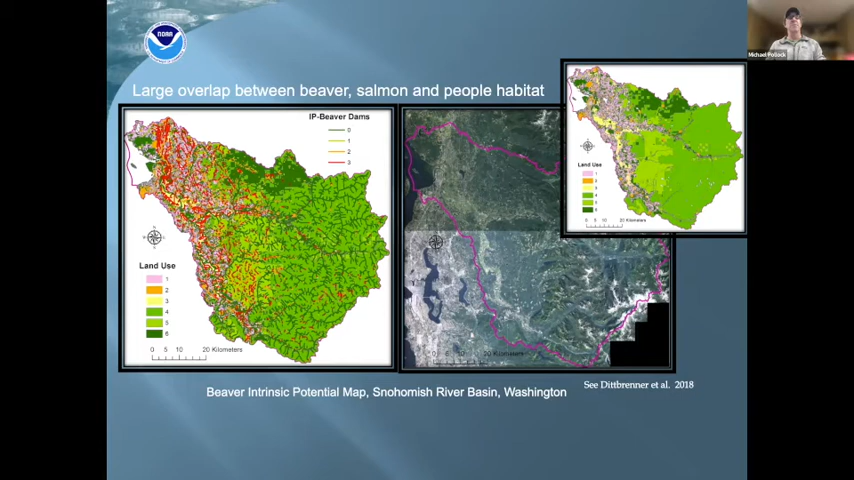 NOAA
Michael Pollock
Large overlap between beaver, salmon and people habitat
IP-Beaver Dams
0
1
2
3
Land Use
1
2
3
4
5
6
0 5 10 20 Kilometers
0 5 10 20 Kilometers
Land Use
1
2
3
4
5
6
0 5 10 20 Kilometers
Beaver Intrinsic Potential Map, Snohomish River Basin, Washington
See Dittbrenner et al. 2018